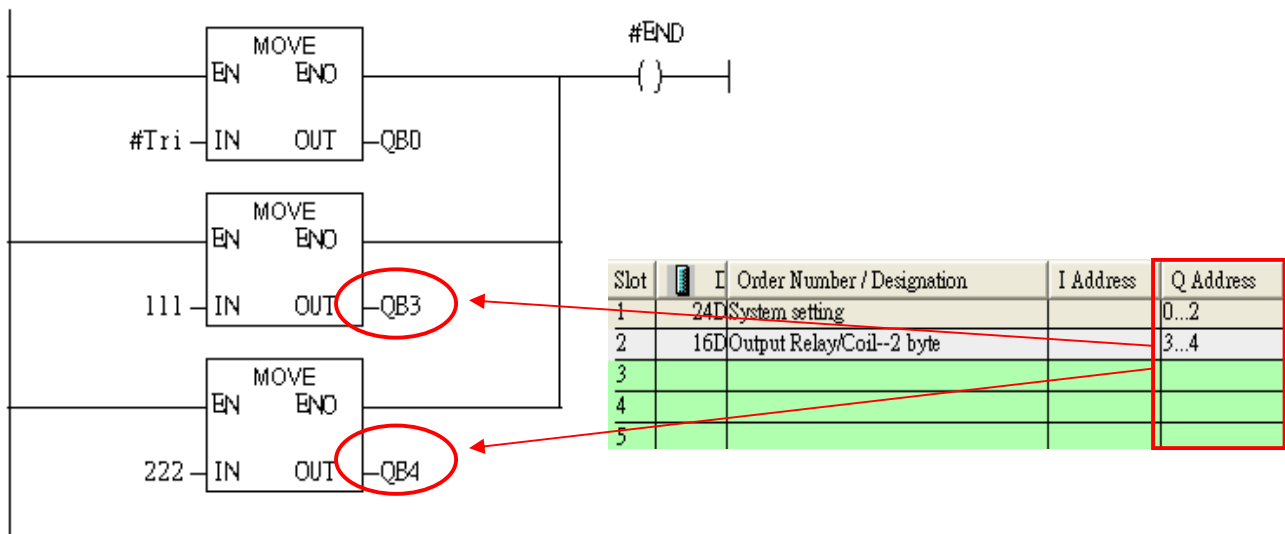 MOVE
EN ENO
#Tri IN OUT QB0
#END
( )
MOVE
EN ENO
111 IN OUT QB3
MOVE
EN ENO
222 IN OUT QB4
Slot D Order Number / Designation I Address Q Address
1 24D System setting 0...2
2 16D Output Relay/Coil--2 byte 3...4
3
4
5